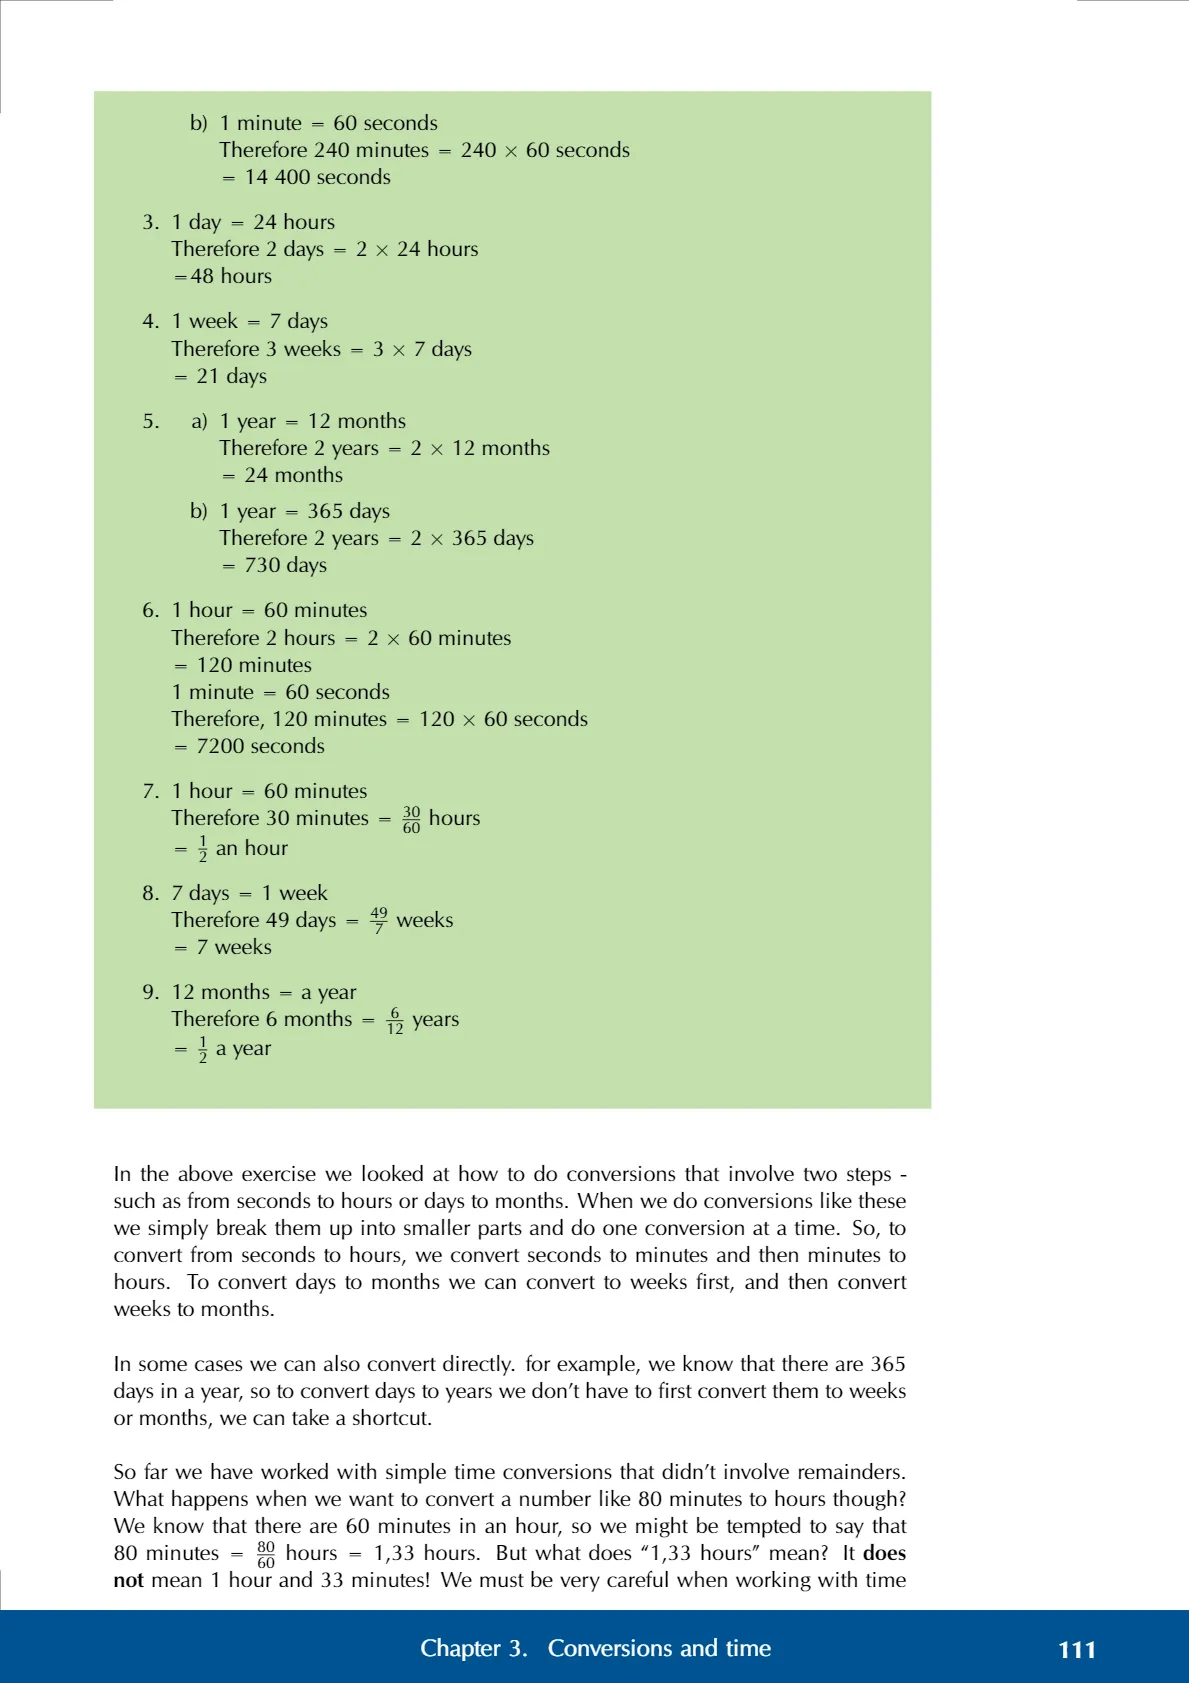 b) 1 minute = 60 seconds
Therefore 240 minutes = 240 × 60 seconds
= 14 400 seconds
3. 1 day = 24 hours
Therefore 2 days = 2 × 24 hours
=48 hours
4. 1 week = 7 days
Therefore 3 weeks = 3 × 7 days
= 21 days
5. a) 1 year = 12 months
Therefore 2 years = 2 × 12 months
= 24 months
b) 1 year = 365 days
Therefore 2 years = 2 × 365 days
= 730 days
6. 1 hour = 60 minutes
Therefore 2 hours = 2 × 60 minutes
= 120 minutes
1 minute = 60 seconds
Therefore, 120 minutes = 120 × 60 seconds
= 7200 seconds
7. 1 hour = 60 minutes
Therefore 30 minutes = 30/60 hours
= 1/2 an hour
8. 7 days = 1 week
Therefore 49 days = 49/7 weeks
= 7 weeks
9. 12 months = a year
Therefore 6 months = 6/12 years
= 1/2 a year
In the above exercise we looked at how to do conversions that involve two steps -
such as from seconds to hours or days to months. When we do conversions like these
we simply break them up into smaller parts and do one conversion at a time. So, to
convert from seconds to hours, we convert seconds to minutes and then minutes to
hours. To convert days to months we can convert to weeks first, and then convert
weeks to months.
In some cases we can also convert directly. for example, we know that there are 365
days in a year, so to convert days to years we don't have to first convert them to weeks
or months, we can take a shortcut.
So far we have worked with simple time conversions that didn't involve remainders.
What happens when we want to convert a number like 80 minutes to hours though?
We know that there are 60 minutes in an hour, so we might be tempted to say that
80 minutes = 80/60 hours = 1,33 hours. But what does “1,33 hours” mean? It does
not mean 1 hour and 33 minutes! We must be very careful when working with time
Chapter 3. Conversions and time 111